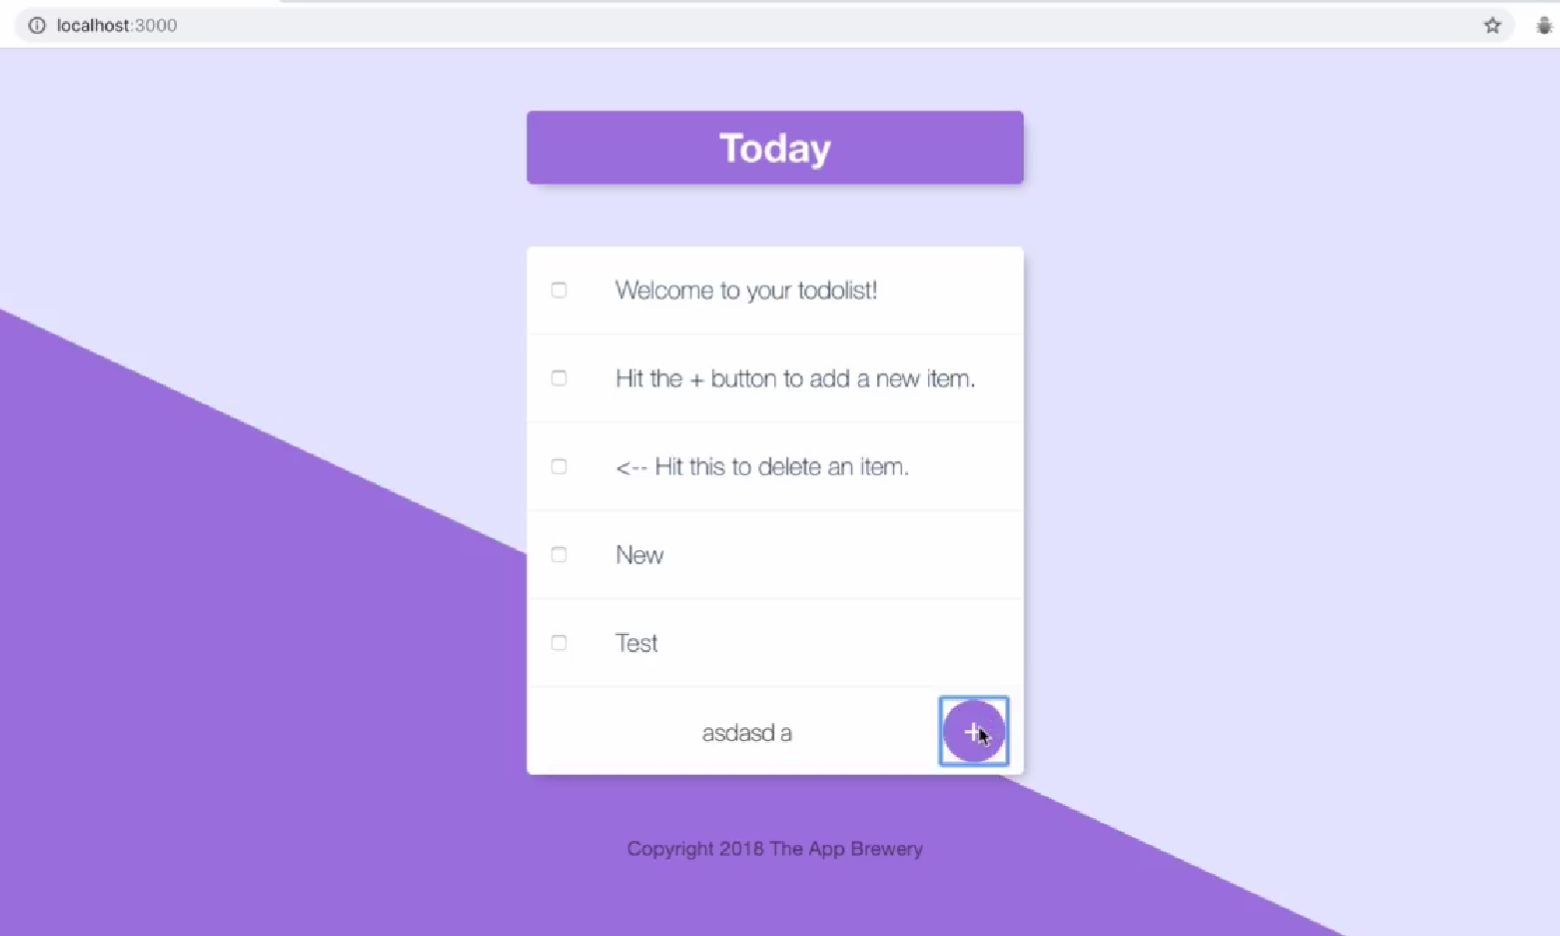 localhost:3000
Today
Welcome to your todolist!
Hit the + button to add a new item.
<-- Hit this to delete an item.
New
Test
asdasd a
+
Copyright 2018 The App Brewery